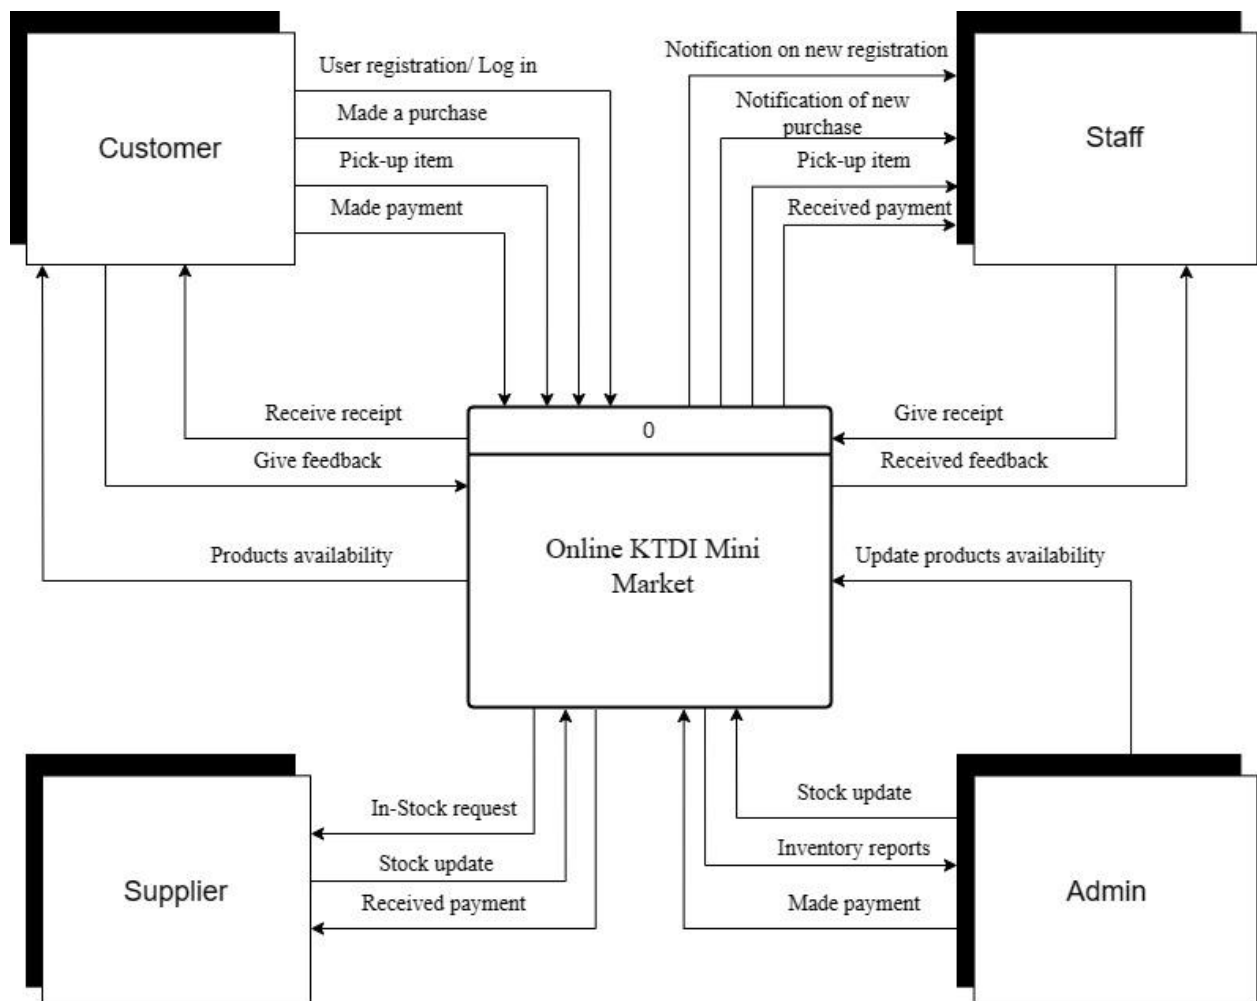 User registration/ Log in
Made a purchase
Customer
Pick-up item
Made payment
Notification on new registration
Notification of new
purchase
Staff
Pick-up item
Received payment
Receive receipt
Give feedback
Products availability
0
Online KTDI Mini
Market
Give receipt
Received feedback
Update products availability
In-Stock request
Stock update
Supplier
Received payment
Stock update
Inventory reports
Admin
Made payment